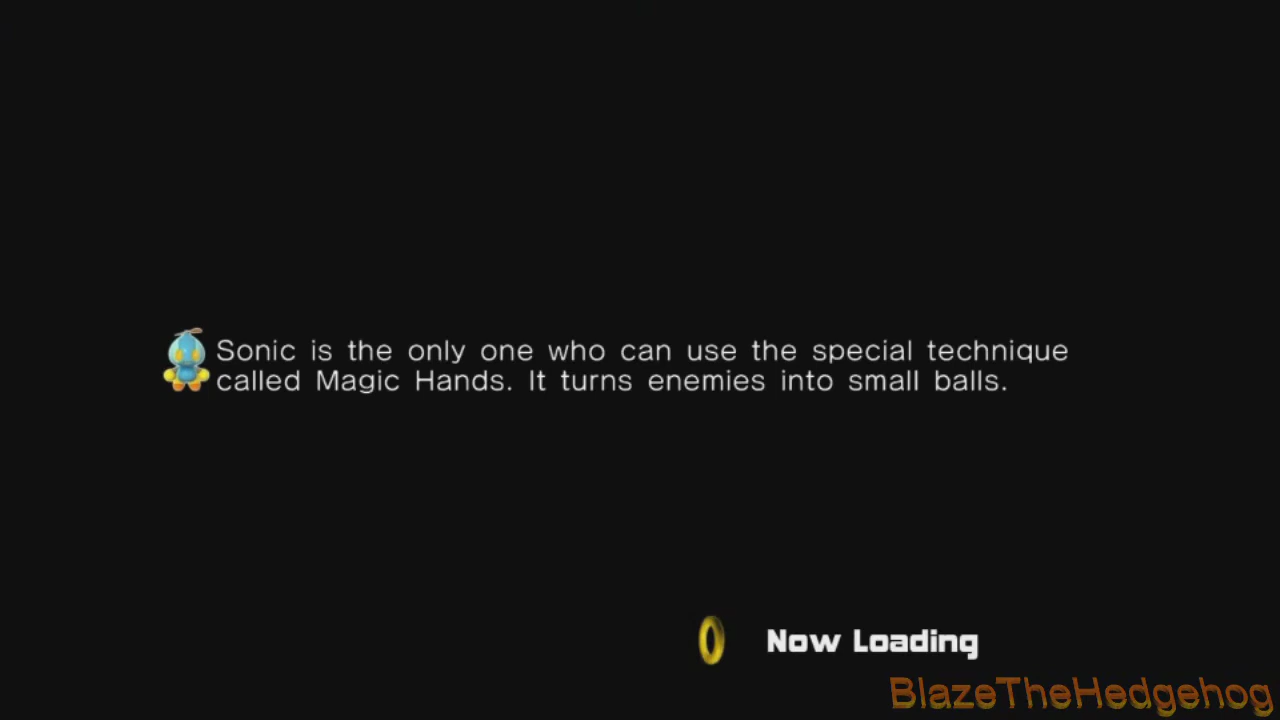 Sonic is the only one who can use the special technique
called Magic Hands. It turns enemies into small balls.
Now Loading
BlazeTheHedgehog